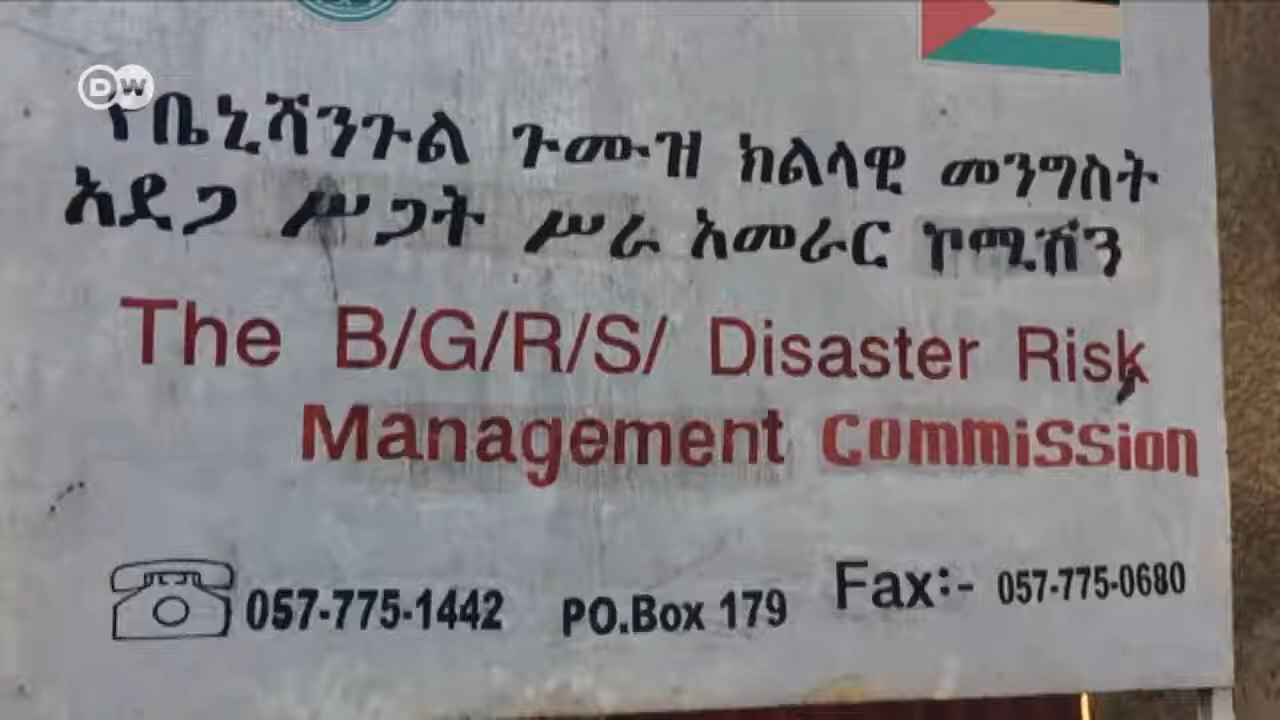 DW
የቤኒሻንጉል ጉሙዝ ክልላዊ መንግስት
አደጋ ሥጋት ሥራ አመራር ኮሚሽን
The B/G/R/S/ Disaster Risk
Management Commission
057-775-1442 PO.Box 179 Fax:- 057-775-0680